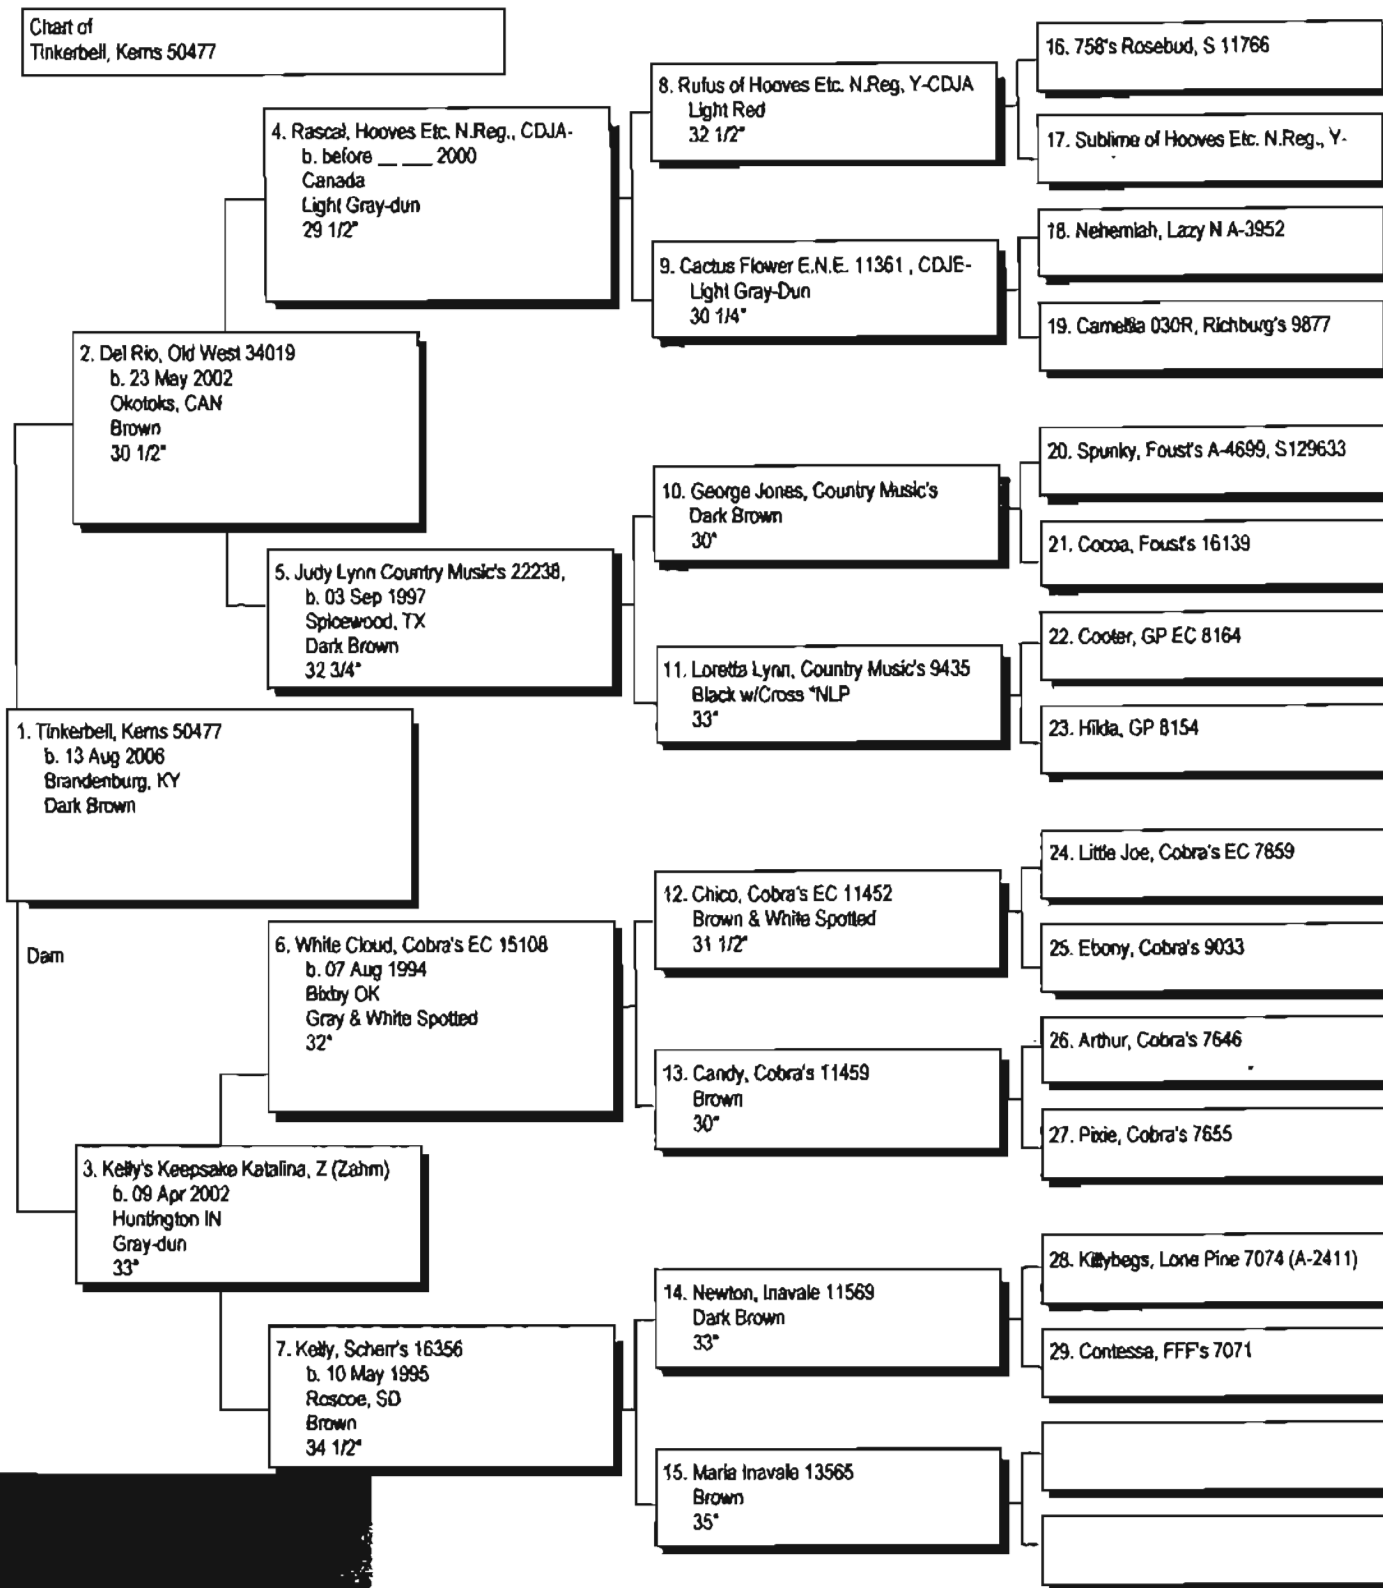 Chart of
Tinkerbell, Kerns 50477
1. Tinkerbell, Kerns 50477
b. 13 Aug 2006
Brandenburg, KY
Dark Brown
Dam
2. Del Rio, Old West 34019
b. 23 May 2002
Okotoks, CAN
Brown
30 1/2"
3. Kelly's Keepsake Katalina, Z (Zahm)
b. 09 Apr 2002
Huntington IN
Gray-dun
33"
4. Rascal, Hooves Etc. N.Reg., CDJA-
b. before __ ___ 2000
Canada
Light Gray-dun
29 1/2"
5. Judy Lynn Country Music's 22238,
b. 03 Sep 1997
Spicewood, TX
Dark Brown
32 3/4"
6. White Cloud, Cobra's EC 15108
b. 07 Aug 1994
Bixby OK
Gray & White Spotted
32"
7. Kelly, Scherr's 16356
b. 10 May 1995
Roscoe, SD
Brown
34 1/2"
8. Rufus of Hooves Etc. N.Reg, Y-CDJA
Light Red
32 1/2"
9. Cactus Flower E.N.E. 11361 , CDJE-
Light Gray-Dun
30 1/4"
10. George Jones, Country Music's
Dark Brown
30"
11. Loretta Lynn, Country Music's 9435
Black w/Cross *NLP
33"
12. Chico, Cobra's EC 11452
Brown & White Spotted
31 1/2"
13. Candy, Cobra's 11459
Brown
30"
14. Newton, Inavale 11569
Dark Brown
33"
15. Maria Inavale 13565
Brown
35"
16. 758's Rosebud, S 11766
17. Sublime of Hooves Etc. N.Reg., Y-
18. Nehemiah, Lazy N A-3952
19. Camellia 030R, Richburg's 9877
20. Spunky, Foust's A-4699, S129633
21. Cocoa, Foust's 16139
22. Cooter, GP EC 8164
23. Hilda, GP 8154
24. Little Joe, Cobra's EC 7659
25. Ebony, Cobra's 9033
26. Arthur, Cobra's 7646
27. Pixie, Cobra's 7655
28. Killybegs, Lone Pine 7074 (A-2411)
29. Contessa, FFF's 7071